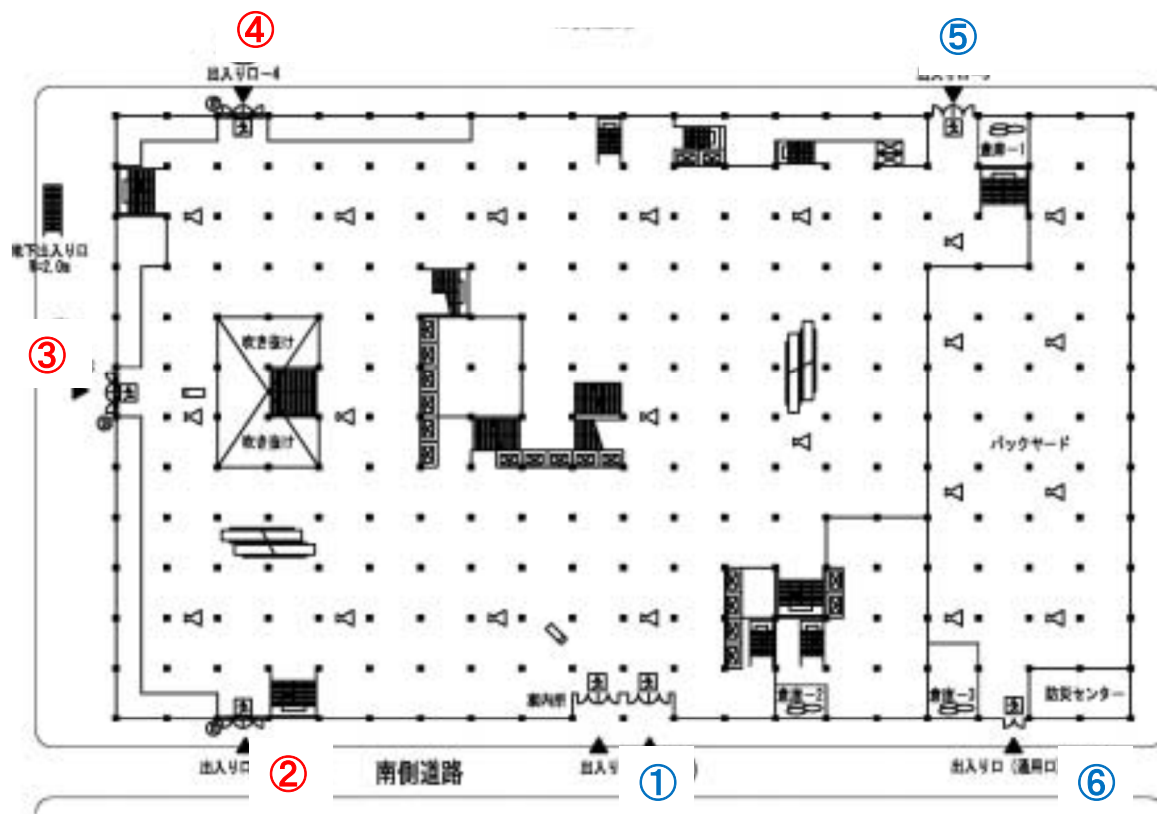 ④
⑤
出入り口-4
倉庫-1
地下出入り口
W=2.0m
③
吹き抜け
吹き抜け
バックヤード
案内所
倉庫-2
倉庫-3
防災センター
出入り口
②
南側道路
出入り
①
出入り口(通用口
⑥